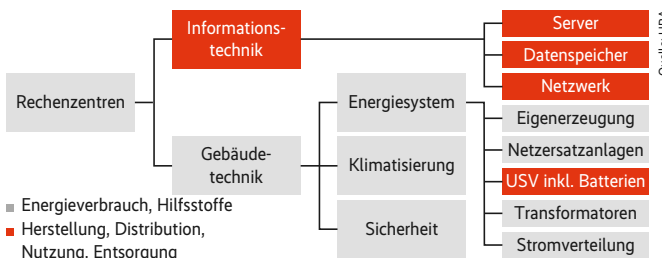 Rechenzentren
Informations-
technik
Gebäude-
technik
Energiesystem
Klimatisierung
Sicherheit
Server
Datenspeicher
Netzwerk
Eigenerzeugung
Netzersatzanlagen
USV inkl. Batterien
Transformatoren
Stromverteilung
Energieverbrauch, Hilfsstoffe
Herstellung, Distribution,
Nutzung, Entsorgung